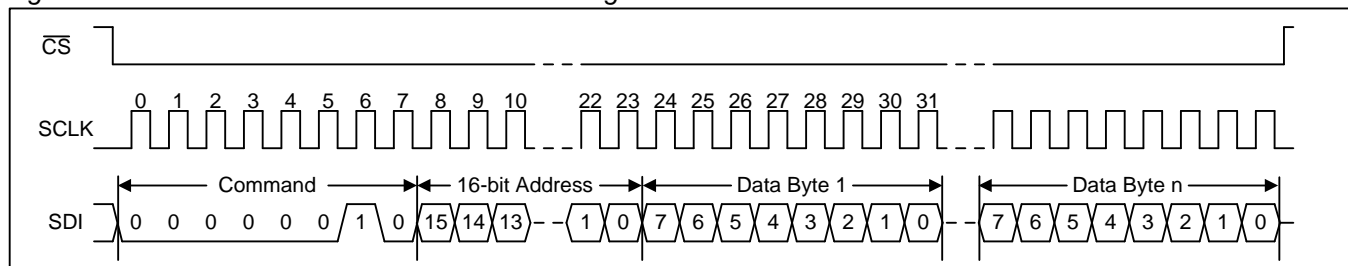 CS
0 1 2 3 4 5 6 7 8 9 10 22 23 24 25 26 27 28 29 30 31
SCLK
Command 16-bit Address Data Byte 1 Data Byte n
SDI 0 0 0 0 0 0 1 0 15 14 13 1 0 7 6 5 4 3 2 1 0 7 6 5 4 3 2 1 0